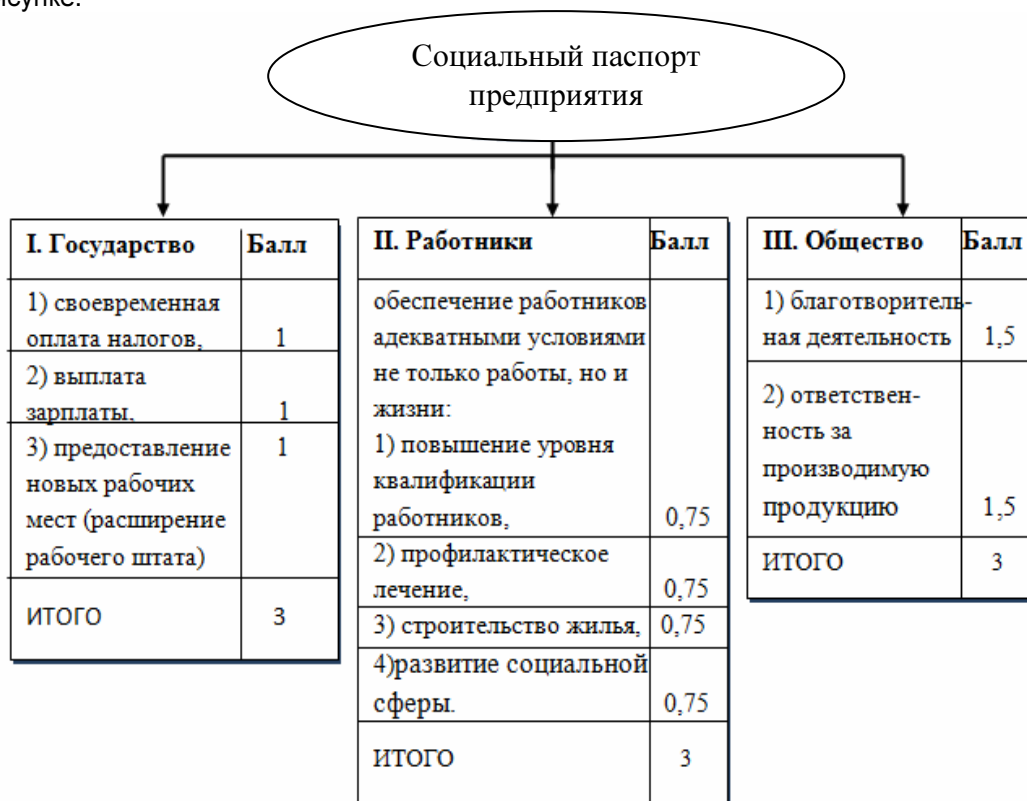 исунке.
Социальный паспорт
предприятия
I. Государство Балл
1) своевременная
оплата налогов, 1
2) выплата
зарплаты, 1
3) предоставление 1
новых рабочих
мест (расширение
рабочего штата)
ИТОГО 3
II. Работники Балл
обеспечение работников
адекватными условиями
не только работы, но и
жизни:
1) повышение уровня
квалификации
работников, 0,75
2) профилактическое
лечение, 0,75
3) строительство жилья, 0,75
4)развитие социальной
сферы. 0,75
ИТОГО 3
III. Общество Балл
1) благотворитель-
ная деятельность 1,5
2) ответствен-
ность за
производимую
продукцию 1,5
ИТОГО 3